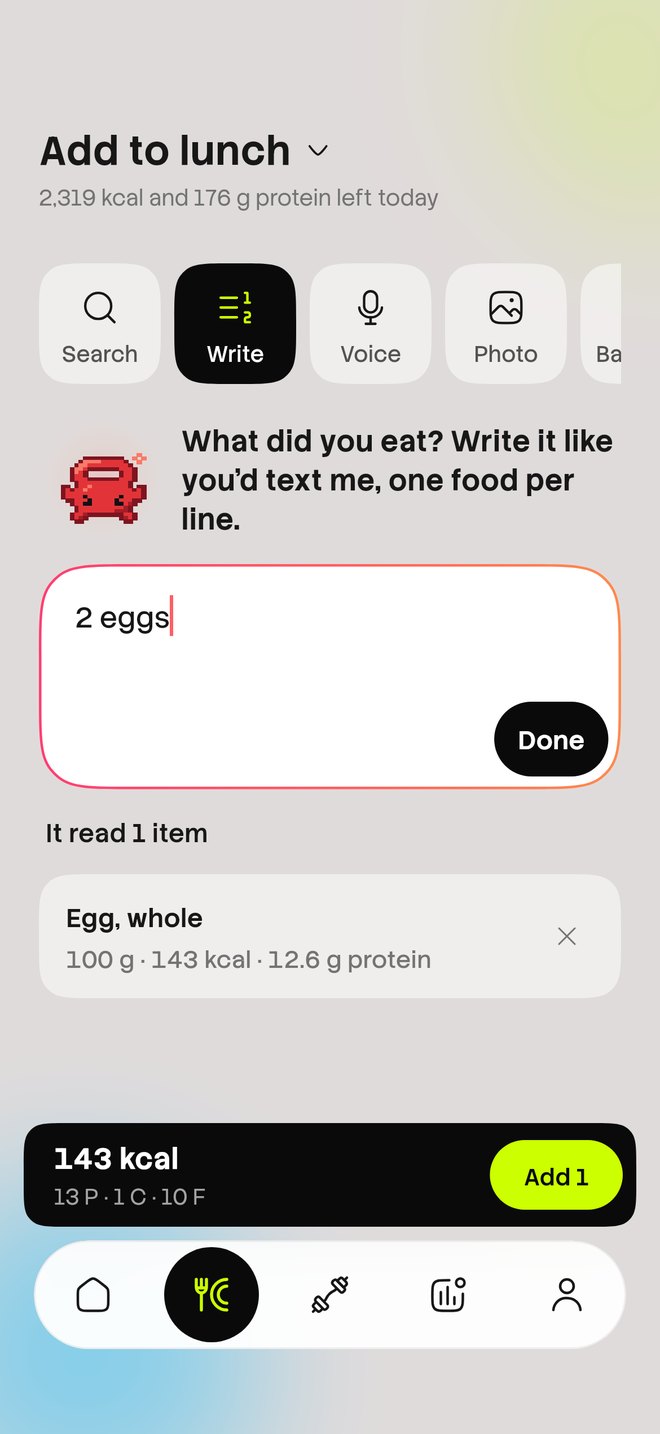 Add to lunch
2,319 kcal and 176 g protein left today
Search
Write
Voice
Photo
Ba
What did you eat? Write it like
you’d text me, one food per
line.
2 eggs
Done
It read 1 item
Egg, whole
100 g · 143 kcal · 12.6 g protein
143 kcal
13 P · 1 C · 10 F
Add 1